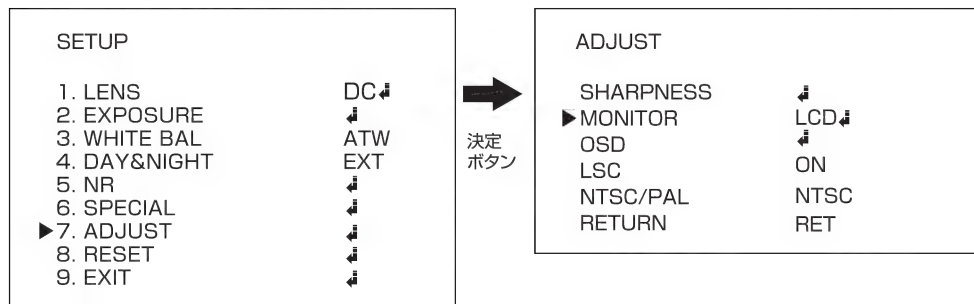 SETUP
1. LENS DC↲
2. EXPOSURE ↲
3. WHITE BAL ATW
4. DAY&NIGHT EXT
5. NR ↲
6. SPECIAL ↲
▶7. ADJUST ↲
8. RESET ↲
9. EXIT ↲
決定
ボタン
ADJUST
SHARPNESS ↲
▶MONITOR LCD↲
OSD ↲
LSC ON
NTSC/PAL NTSC
RETURN RET